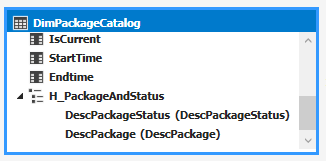 DimPackageCatalog
IsCurrent
StartTime
Endtime
H_PackageAndStatus
DescPackageStatus (DescPackageStatus)
DescPackage (DescPackage)